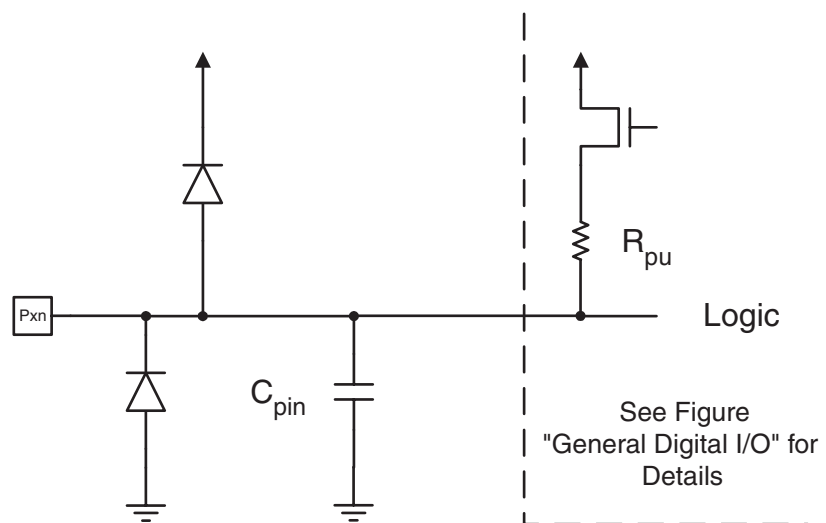 R_pu
Pxn
Logic
C_pin
See Figure
"General Digital I/O" for
Details